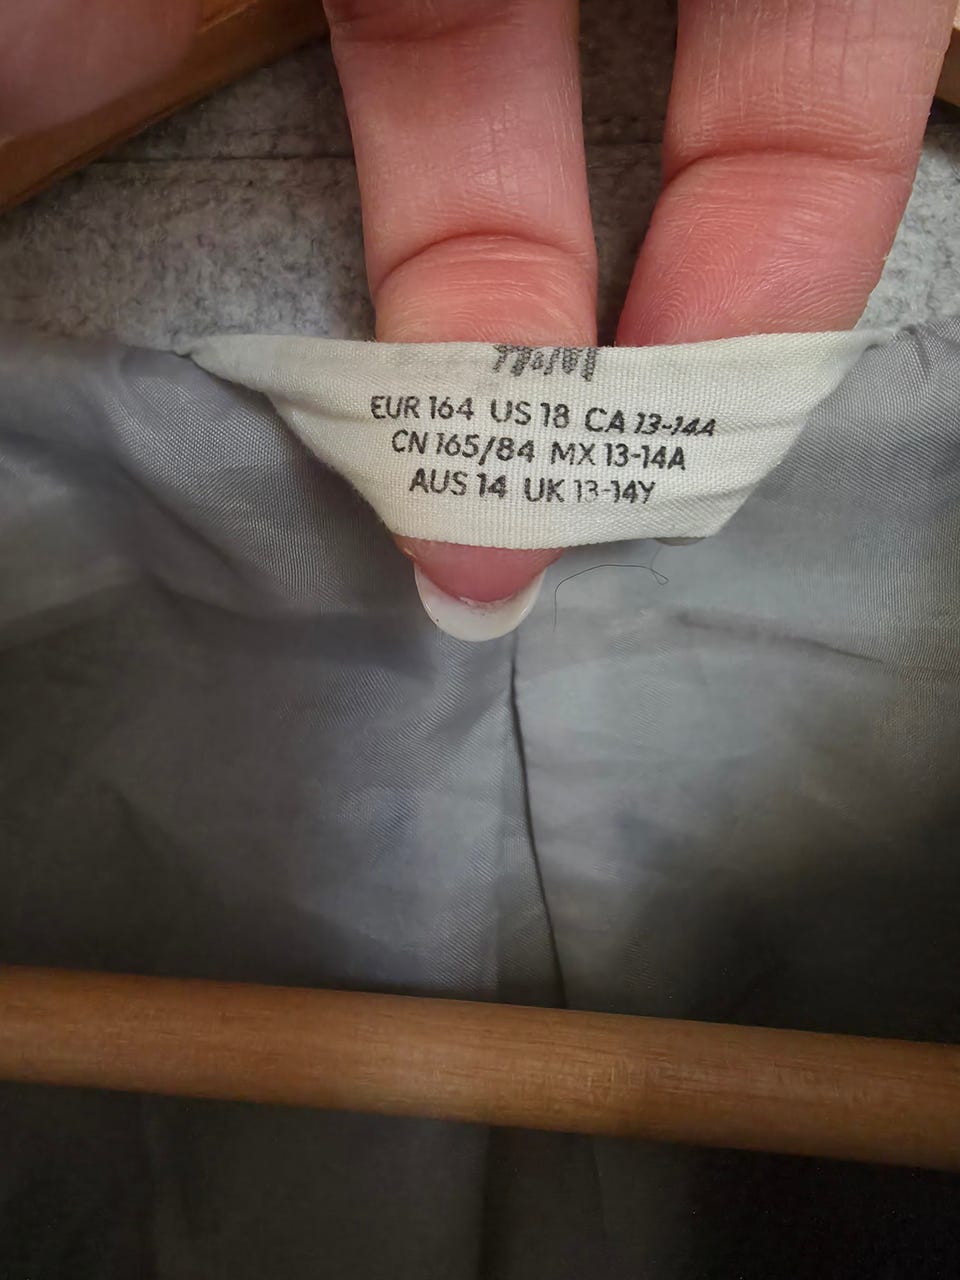 EUR 164 US 18 CA 13-14A
CN 165/84 MX 13-14A
AUS 14 UK 13-14Y